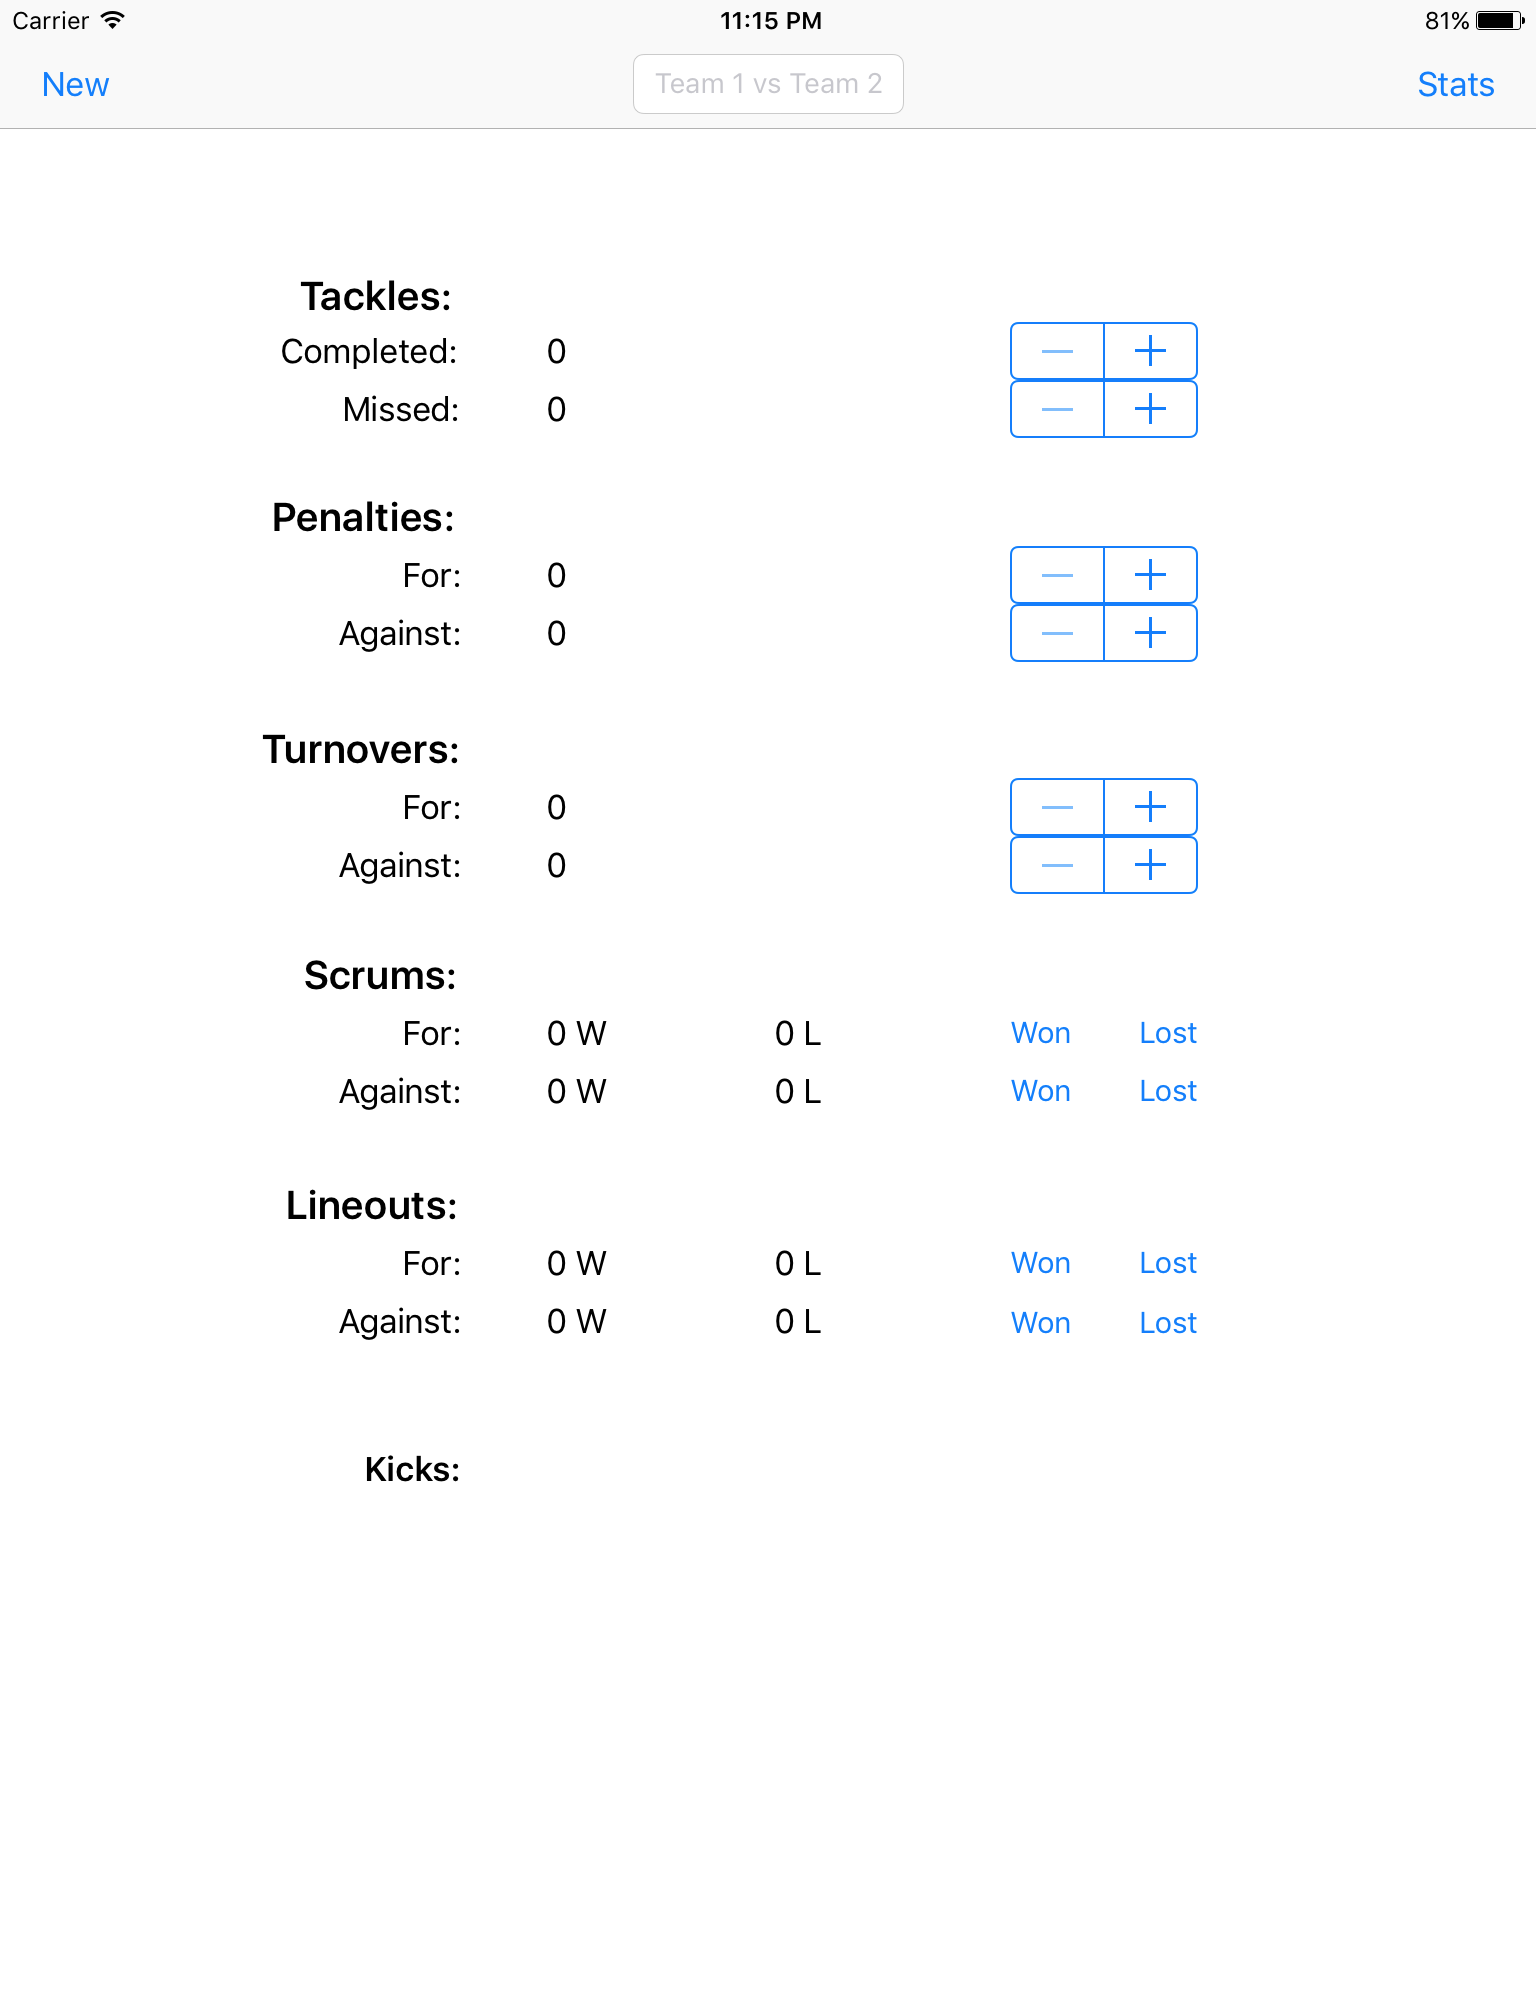 Carrier 11:15 PM 81%
New Team 1 vs Team 2 Stats
Tackles:
Completed: 0
Missed: 0
Penalties:
For: 0
Against: 0
Turnovers:
For: 0
Against: 0
Scrums:
For: 0 W 0 L Won Lost
Against: 0 W 0 L Won Lost
Lineouts:
For: 0 W 0 L Won Lost
Against: 0 W 0 L Won Lost
Kicks: